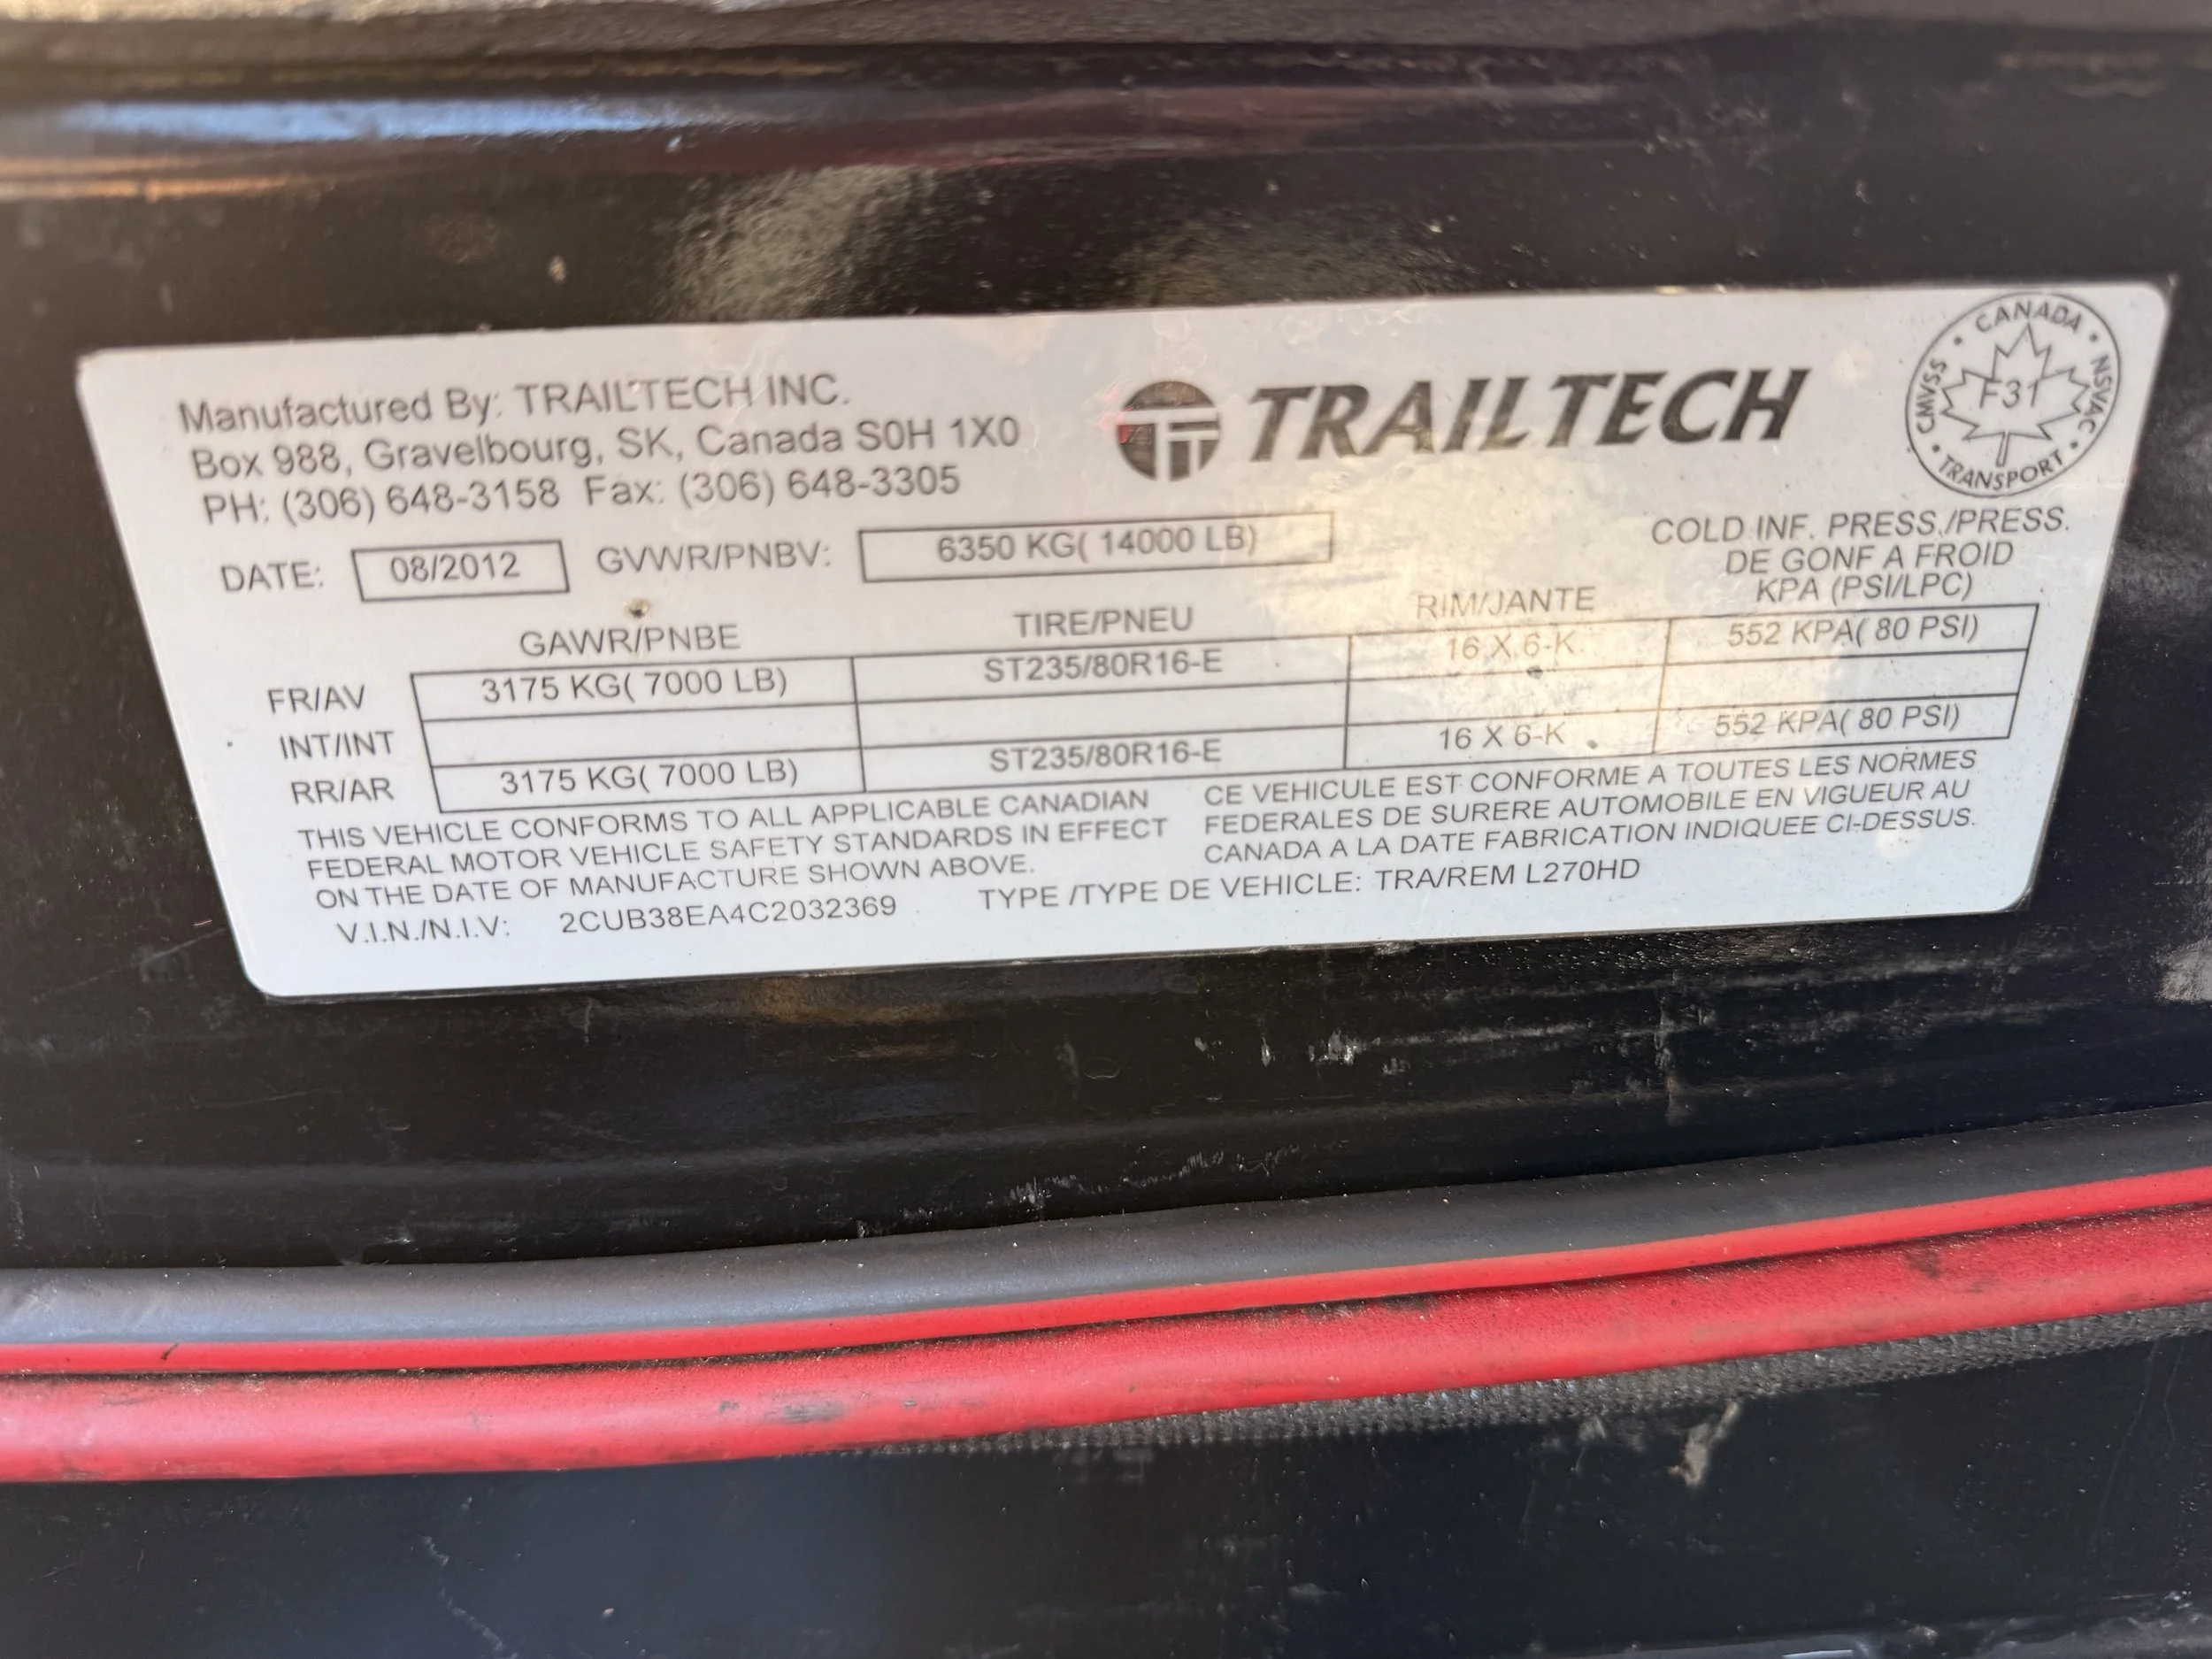 Manufactured By: TRAILTECH INC.
Box 988, Gravelbourg, SK, Canada S0H 1X0
PH: (306) 648-3158 Fax: (306) 648-3305
TRAILTECH
CANADA
NSVAC
TRANSPORT
CMVSS
F31
DATE: 08/2012 GVWR/PNBV: 6350 KG( 14000 LB)
COLD INF. PRESS./PRESS.
DE GONF A FROID
KPA (PSI/LPC)
GAWR/PNBE TIRE/PNEU RIM/JANTE
FR/AV 3175 KG( 7000 LB) ST235/80R16-E 16 X 6-K 552 KPA( 80 PSI)
INT/INT
RR/AR 3175 KG( 7000 LB) ST235/80R16-E 16 X 6-K 552 KPA( 80 PSI)
THIS VEHICLE CONFORMS TO ALL APPLICABLE CANADIAN
FEDERAL MOTOR VEHICLE SAFETY STANDARDS IN EFFECT
ON THE DATE OF MANUFACTURE SHOWN ABOVE.
CE VEHICULE EST CONFORME A TOUTES LES NORMES
FEDERALES DE SURERE AUTOMOBILE EN VIGUEUR AU
CANADA A LA DATE FABRICATION INDIQUEE CI-DESSUS.
V.I.N./N.I.V: 2CUB38EA4C2032369 TYPE /TYPE DE VEHICLE: TRA/REM L270HD